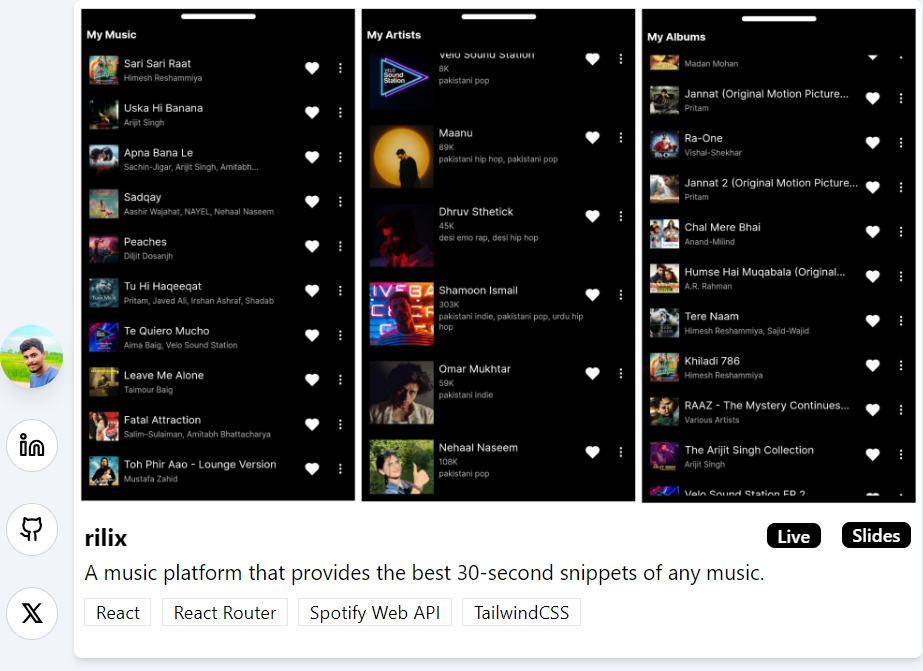 My Music
Sari Sari Raat
Himesh Reshammiya
Uska Hi Banana
Arijit Singh
Apna Bana Le
Sachin-Jigar, Arijit Singh, Amitabh...
Sadqay
Aashir Wajahat, NAYEL, Nehaal Naseem
Peaches
Diljit Dosanjh
Tu Hi Haqeeqat
Pritam, Javed Ali, Irshan Ashraf, Shadab
Te Quiero Mucho
Aima Baig, Velo Sound Station
Leave Me Alone
Taimour Baig
Fatal Attraction
Salim–Sulaiman, Amitabh Bhattacharya
Toh Phir Aao - Lounge Version
Mustafa Zahid
My Artists
Velo Sound Station
VELO
Sound
Station
8K
pakistani pop
Maanu
89K
pakistani hip hop, pakistani pop
Dhruv Sthetick
45K
desi emo rap, desi hip hop
Shamoon Ismail
303K
pakistani indie, pakistani pop, urdu hip
hop
Omar Mukhtar
59K
pakistani indie
Nehaal Naseem
108K
pakistani pop
My Albums
Madan Mohan
Jannat (Original Motion Picture...
Pritam
Ra-One
Vishal-Shekhar
Jannat 2 (Original Motion Picture...
Pritam
Chal Mere Bhai
Anand-Milind
Humse Hai Muqabala (Original...
A.R. Rahman
Tere Naam
Himesh Reshammiya, Sajid-Wajid
Khiladi 786
Himesh Reshammiya
RAAZ - The Mystery Continues...
Various Artists
The Arijit Singh Collection
Arijit Singh
Velo Sound Station EP 2
in
X
rilix
Live
Slides
A music platform that provides the best 30-second snippets of any music.
React
React Router
Spotify Web API
TailwindCSS